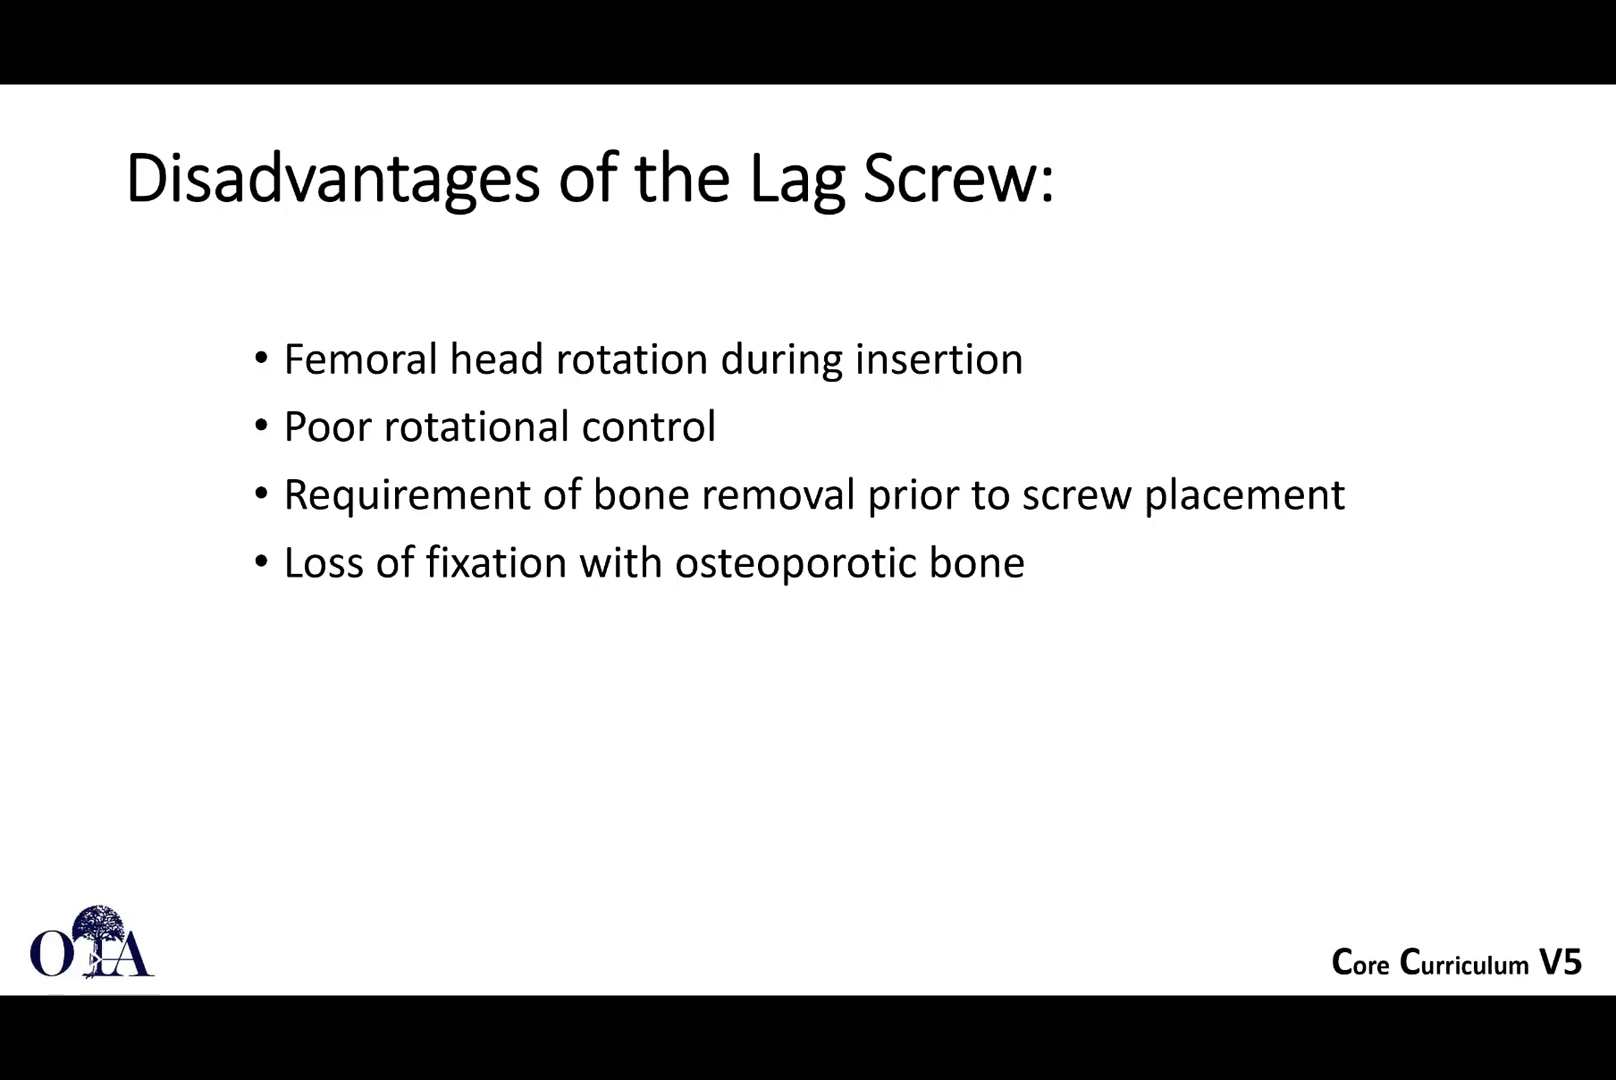 Disadvantages of the Lag Screw:
• Femoral head rotation during insertion
• Poor rotational control
• Requirement of bone removal prior to screw placement
• Loss of fixation with osteoporotic bone
OTA
Core Curriculum V5